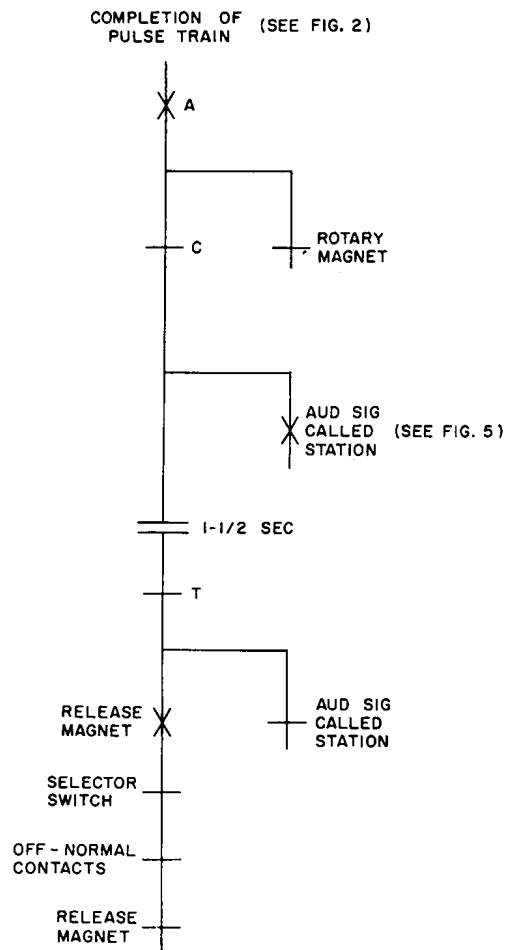 COMPLETION OF
PULSE TRAIN (SEE FIG. 2)
A
C
ROTARY
MAGNET
AUD SIG
CALLED (SEE FIG. 5)
STATION
1-1/2 SEC
T
RELEASE
MAGNET
AUD SIG
CALLED
STATION
SELECTOR
SWITCH
OFF-NORMAL
CONTACTS
RELEASE
MAGNET